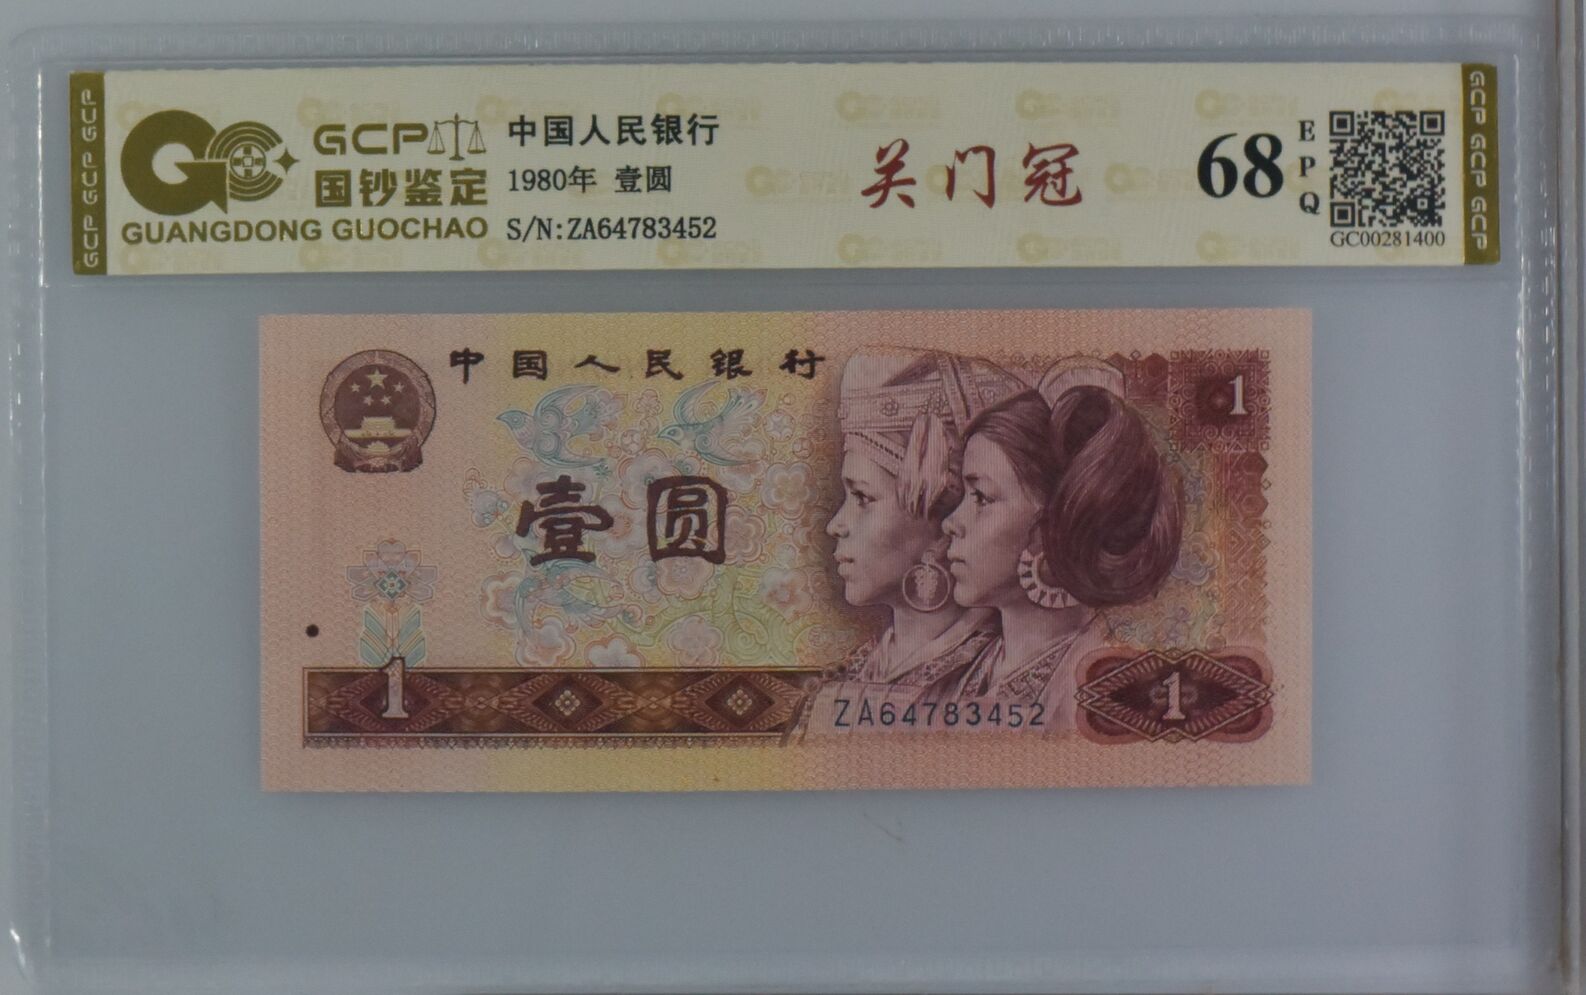 GCP
国钞鉴定
GUANGDONG GUOCHAO
中国人民银行
1980年 壹圆
S/N:ZA64783452
关门冠
68
EPQ
GC00281400
GCP GCP GCP
GCP GCP GCP
中国人民银行
1
壹圆
1
ZA64783452
1